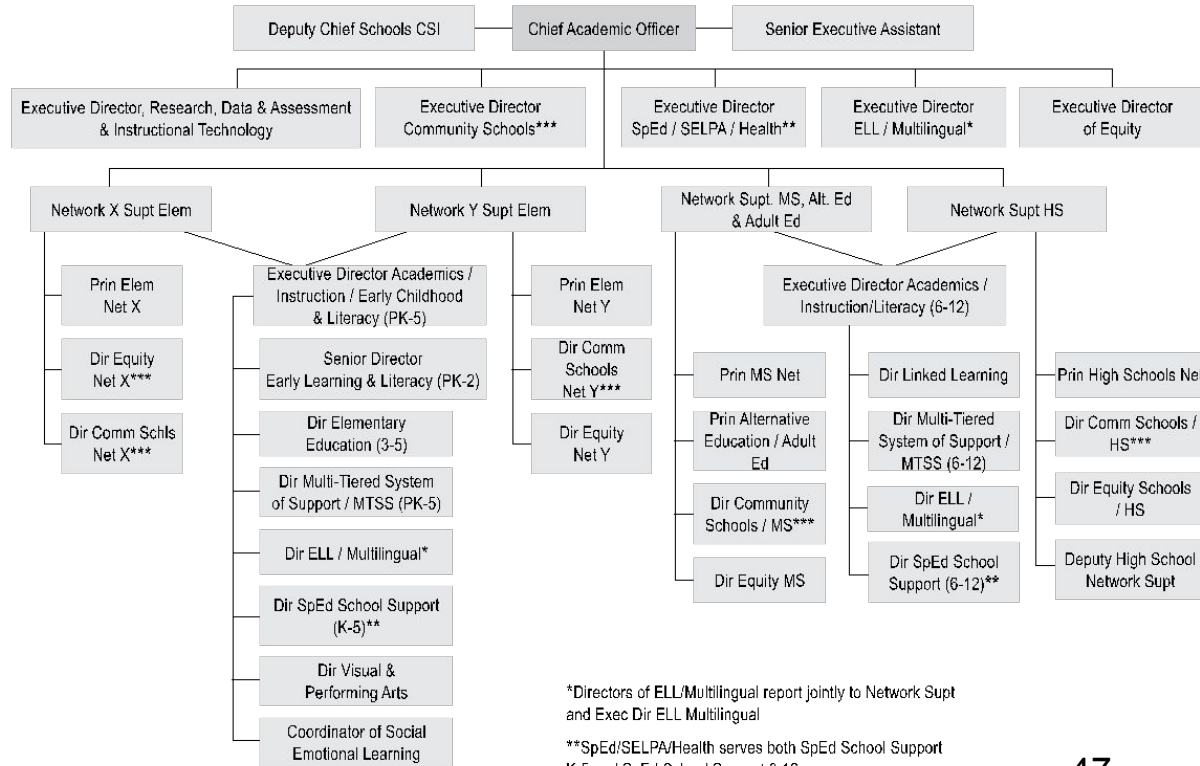 Deputy Chief Schools CSI
Chief Academic Officer
Senior Executive Assistant
Executive Director, Research, Data & Assessment
& Instructional Technology
Executive Director
Community Schools***
Executive Director
SpEd / SELPA / Health**
Executive Director
ELL / Multilingual*
Executive Director
of Equity
Network X Supt Elem
Network Y Supt Elem
Network Supt. MS, Alt. Ed
& Adult Ed
Network Supt HS
Prin Elem
Net X
Dir Equity
Net X***
Dir Comm Schls
Net X***
Executive Director Academics /
Instruction / Early Childhood
& Literacy (PK-5)
Senior Director
Early Learning & Literacy (PK-2)
Dir Elementary
Education (3-5)
Dir Multi-Tiered System
of Support / MTSS (PK-5)
Dir ELL / Multilingual*
Dir SpEd School Support
(K-5)**
Dir Visual &
Performing Arts
Coordinator of Social
Emotional Learning
Prin Elem
Net Y
Dir Comm
Schools
Net Y***
Dir Equity
Net Y
Executive Director Academics /
Instruction/Literacy (6-12)
Prin MS Net
Prin Alternative
Education / Adult
Ed
Dir Community
Schools / MS***
Dir Equity MS
Dir Linked Learning
Dir Multi-Tiered
System of Support /
MTSS (6-12)
Dir ELL /
Multilingual*
Dir SpEd School
Support (6-12)**
Prin High Schools Net
Dir Comm Schools /
HS***
Dir Equity Schools
/ HS
Deputy High School
Network Supt
*Directors of ELL/Multilingual report jointly to Network Supt
and Exec Dir ELL Multilingual
**SpEd/SELPA/Health serves both SpEd School Support